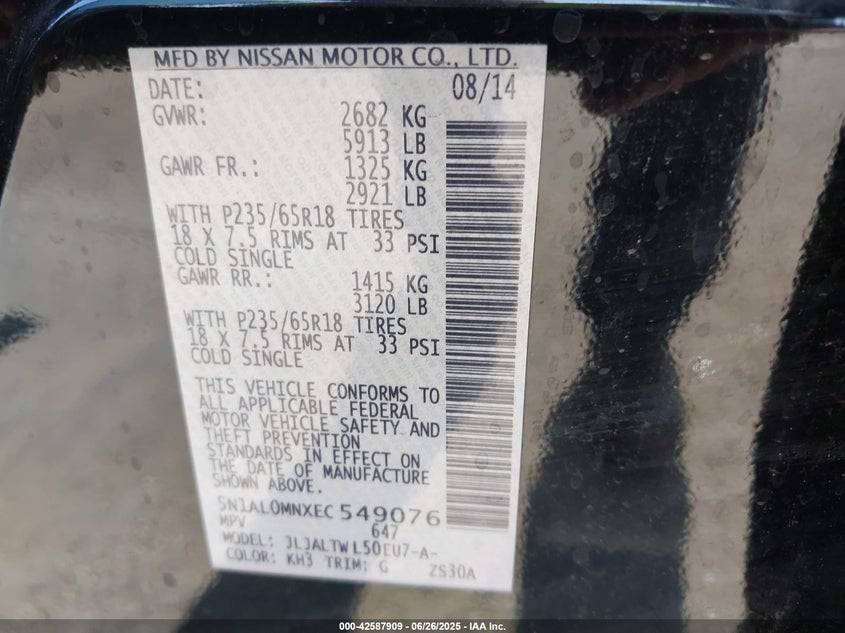 MFD BY NISSAN MOTOR CO., LTD.
DATE: 08/14
GVWR: 2682 KG
5913 LB
GAWR FR.: 1325 KG
2921 LB
WITH P235/65R18 TIRES
18 X 7.5 RIMS AT 33 PSI
COLD SINGLE
GAWR RR.: 1415 KG
3120 LB
WITH P235/65R18 TIRES
18 X 7.5 RIMS AT 33 PSI
COLD SINGLE
THIS VEHICLE CONFORMS TO
ALL APPLICABLE FEDERAL
MOTOR VEHICLE SAFETY AND
THEFT PREVENTION
STANDARDS IN EFFECT ON
THE DATE OF MANUFACTURE
SHOWN ABOVE.
5N1AL0MNXEC 549076
MPV 647
MODEL: JLJALTWL50EU7-A-
COLOR: KH3 TRIM: G ZS30A
000-42587909 - 06/26/2025 - IAA Inc.